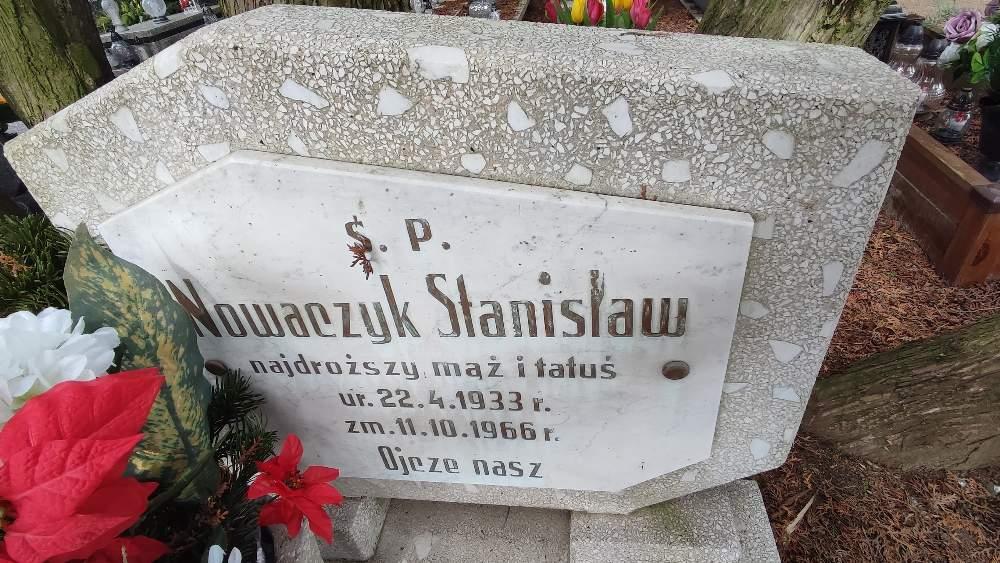 Ś. P.
Nowaczyk Stanisław
najdroższy mąż i tatuś
ur. 22.4.1933 r.
zm. 11.10.1966 r.
Ojcze nasz